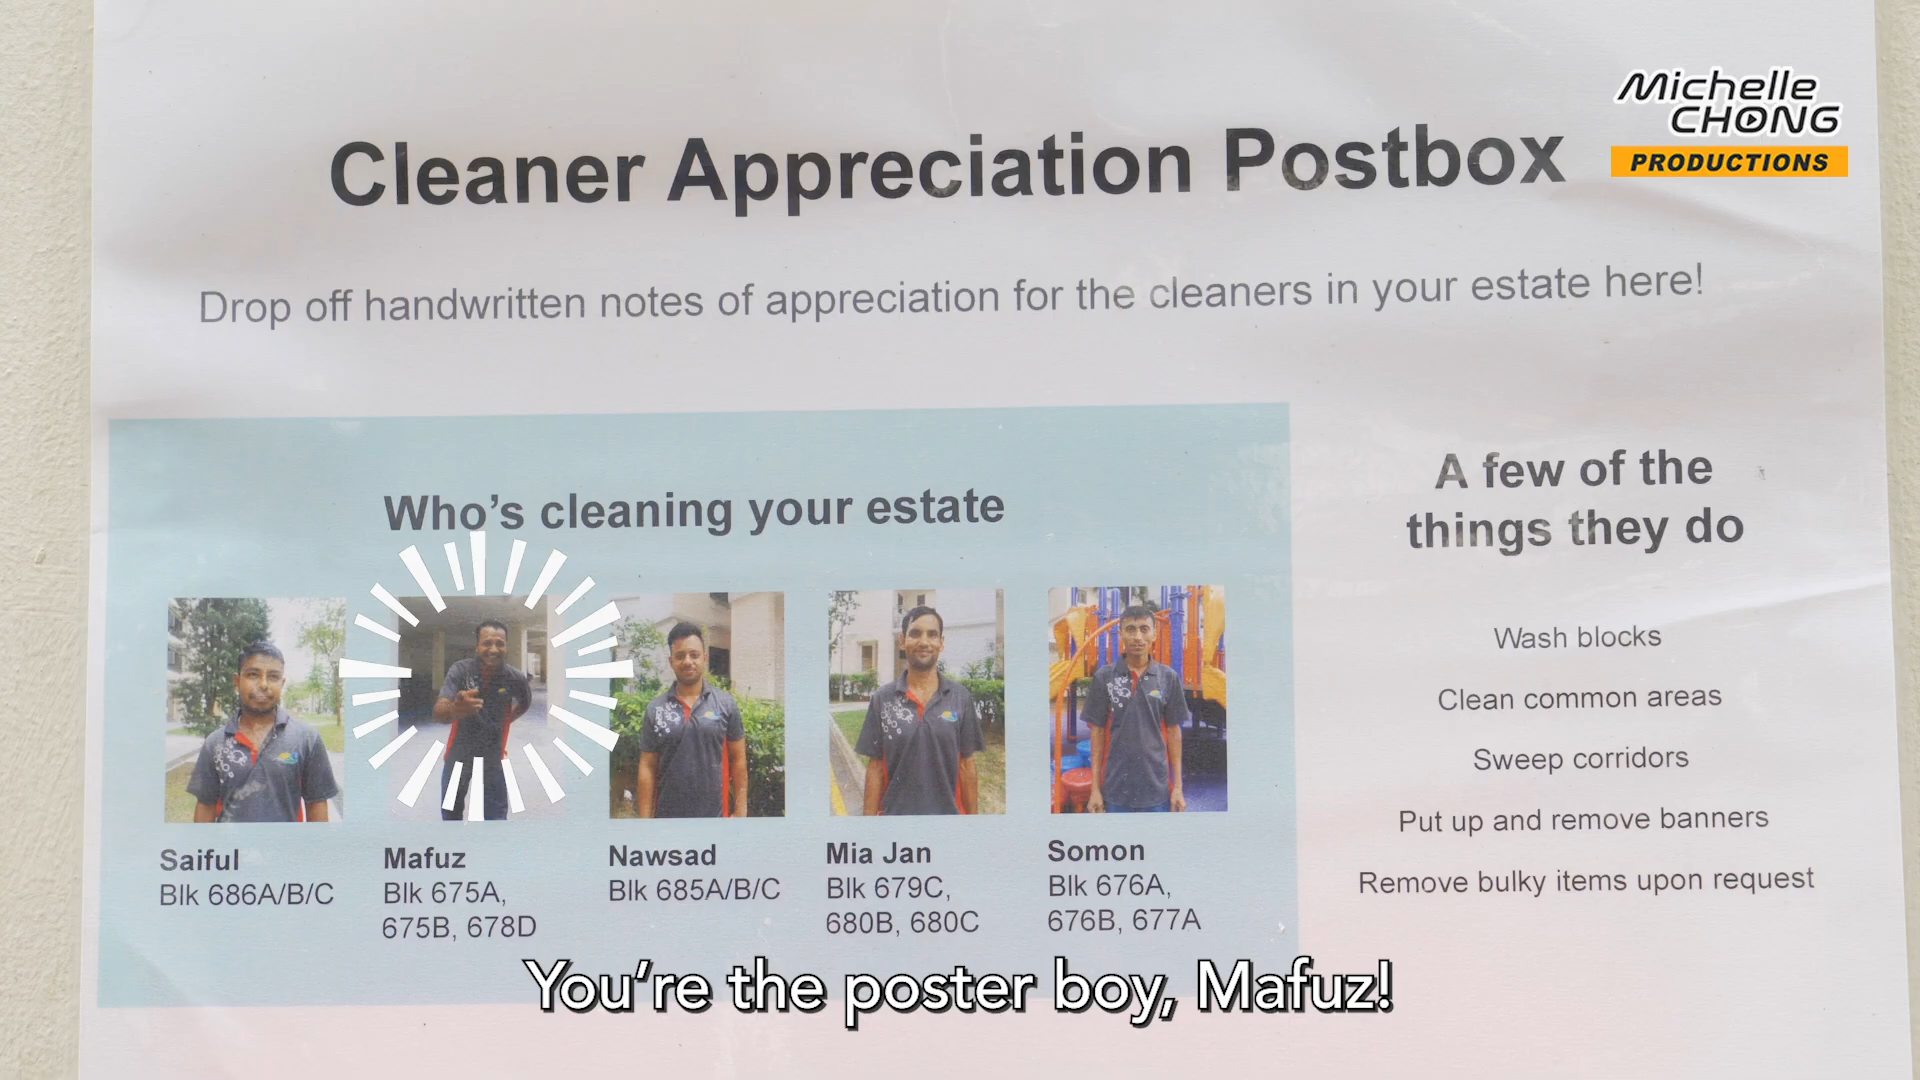 Michelle
CHONG
PRODUCTIONS
Cleaner Appreciation Postbox
Drop off handwritten notes of appreciation for the cleaners in your estate here!
Who's cleaning your estate
Saiful
Blk 686A/B/C
Mafuz
Blk 675A,
675B, 678D
Nawsad
Blk 685A/B/C
Mia Jan
Blk 679C,
680B, 680C
Somon
Blk 676A,
676B, 677A
A few of the
things they do
Wash blocks
Clean common areas
Sweep corridors
Put up and remove banners
Remove bulky items upon request
You're the poster boy, Mafuz!